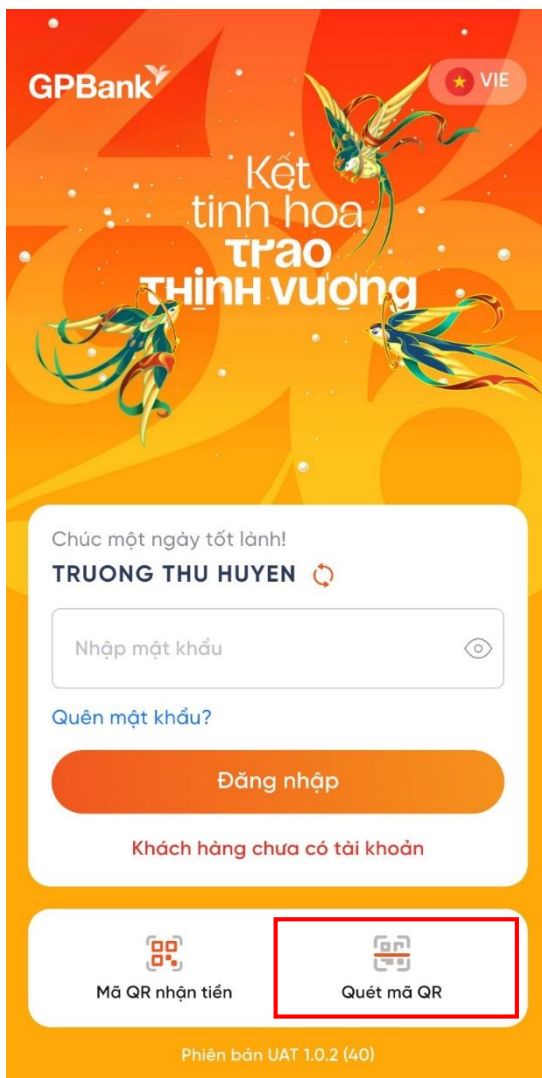 GPBank
VIE
Kết
tinh hoa
Trao
Thịnh vượng
Chúc một ngày tốt lành!
TRUONG THU HUYEN
Nhập mật khẩu
Quên mật khẩu?
Đăng nhập
Khách hàng chưa có tài khoản
Mã QR nhận tiền
Quét mã QR
Phiên bản UAT 1.0.2 (40)